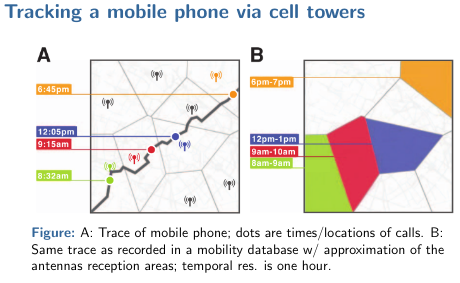 Tracking a mobile phone via cell towers
A B
6:45pm
12:05pm
9:15am
8:32am
6pm-7pm
12pm-1pm
9am-10am
8am-9am
Figure: A: Trace of mobile phone; dots are times/locations of calls. B:
Same trace as recorded in a mobility database w/ approximation of the
antennas reception areas; temporal res. is one hour.